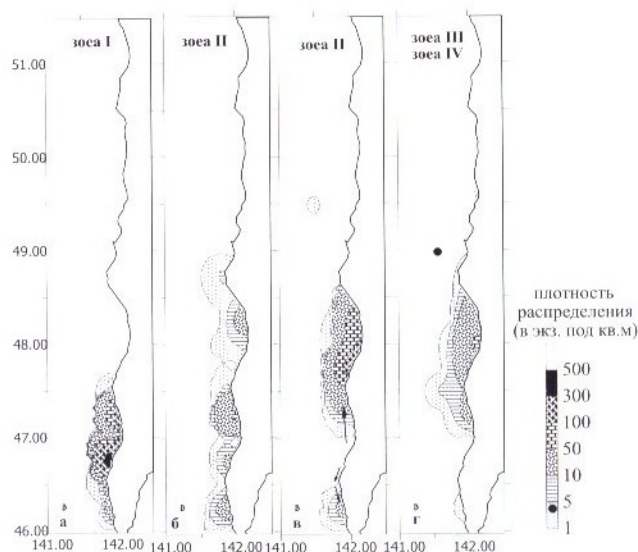 зоеа I
зоеа II
зоеа II
зоеа III
зоеа IV
51.00
50.00
49.00
48.00
47.00
46.00
в
а
в
б
в
в
в
г
141.00 142.00 141.00 142.00 141.00 142.00 141.00 142.00
плотность
распределения
(в экз. под кв.м)
500
300
100
50
10
5
1